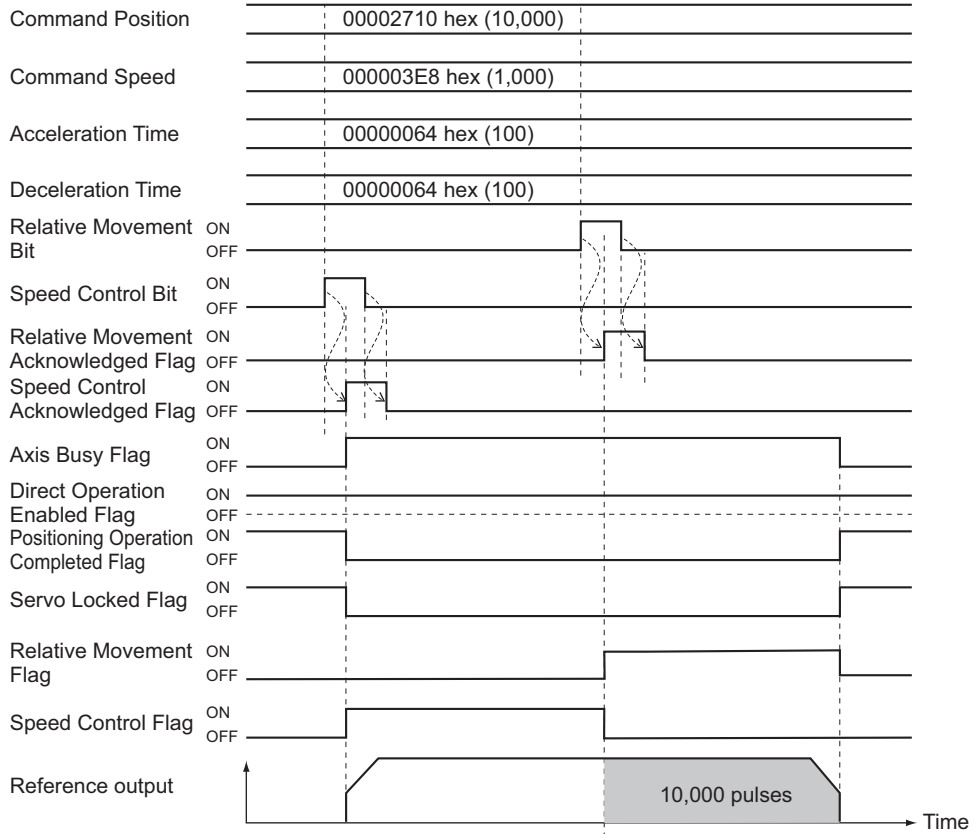 Command Position 00002710 hex (10,000)
Command Speed 000003E8 hex (1,000)
Acceleration Time 00000064 hex (100)
Deceleration Time 00000064 hex (100)
Relative Movement ON
Bit OFF
Speed Control Bit ON
OFF
Relative Movement ON
Acknowledged Flag OFF
Speed Control ON
Acknowledged Flag OFF
Axis Busy Flag ON
OFF
Direct Operation ON
Enabled Flag OFF
Positioning Operation ON
Completed Flag OFF
Servo Locked Flag ON
OFF
Relative Movement ON
Flag OFF
Speed Control Flag ON
OFF
Reference output
10,000 pulses
Time